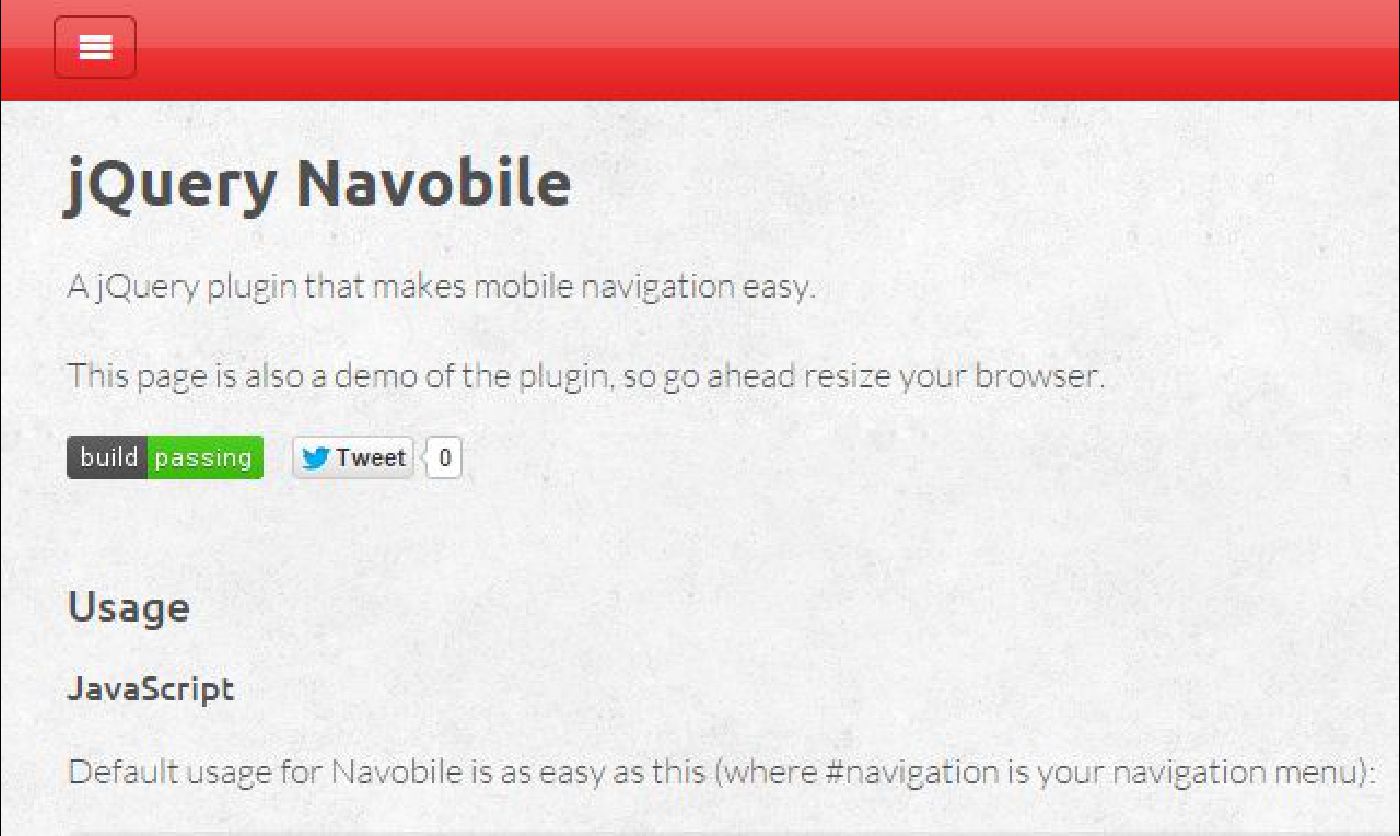 jQuery Navobile
A jQuery plugin that makes mobile navigation easy.
This page is also a demo of the plugin, so go ahead resize your browser.
build passing Tweet 0
Usage
JavaScript
Default usage for Navobile is as easy as this (where #navigation is your navigation menu):